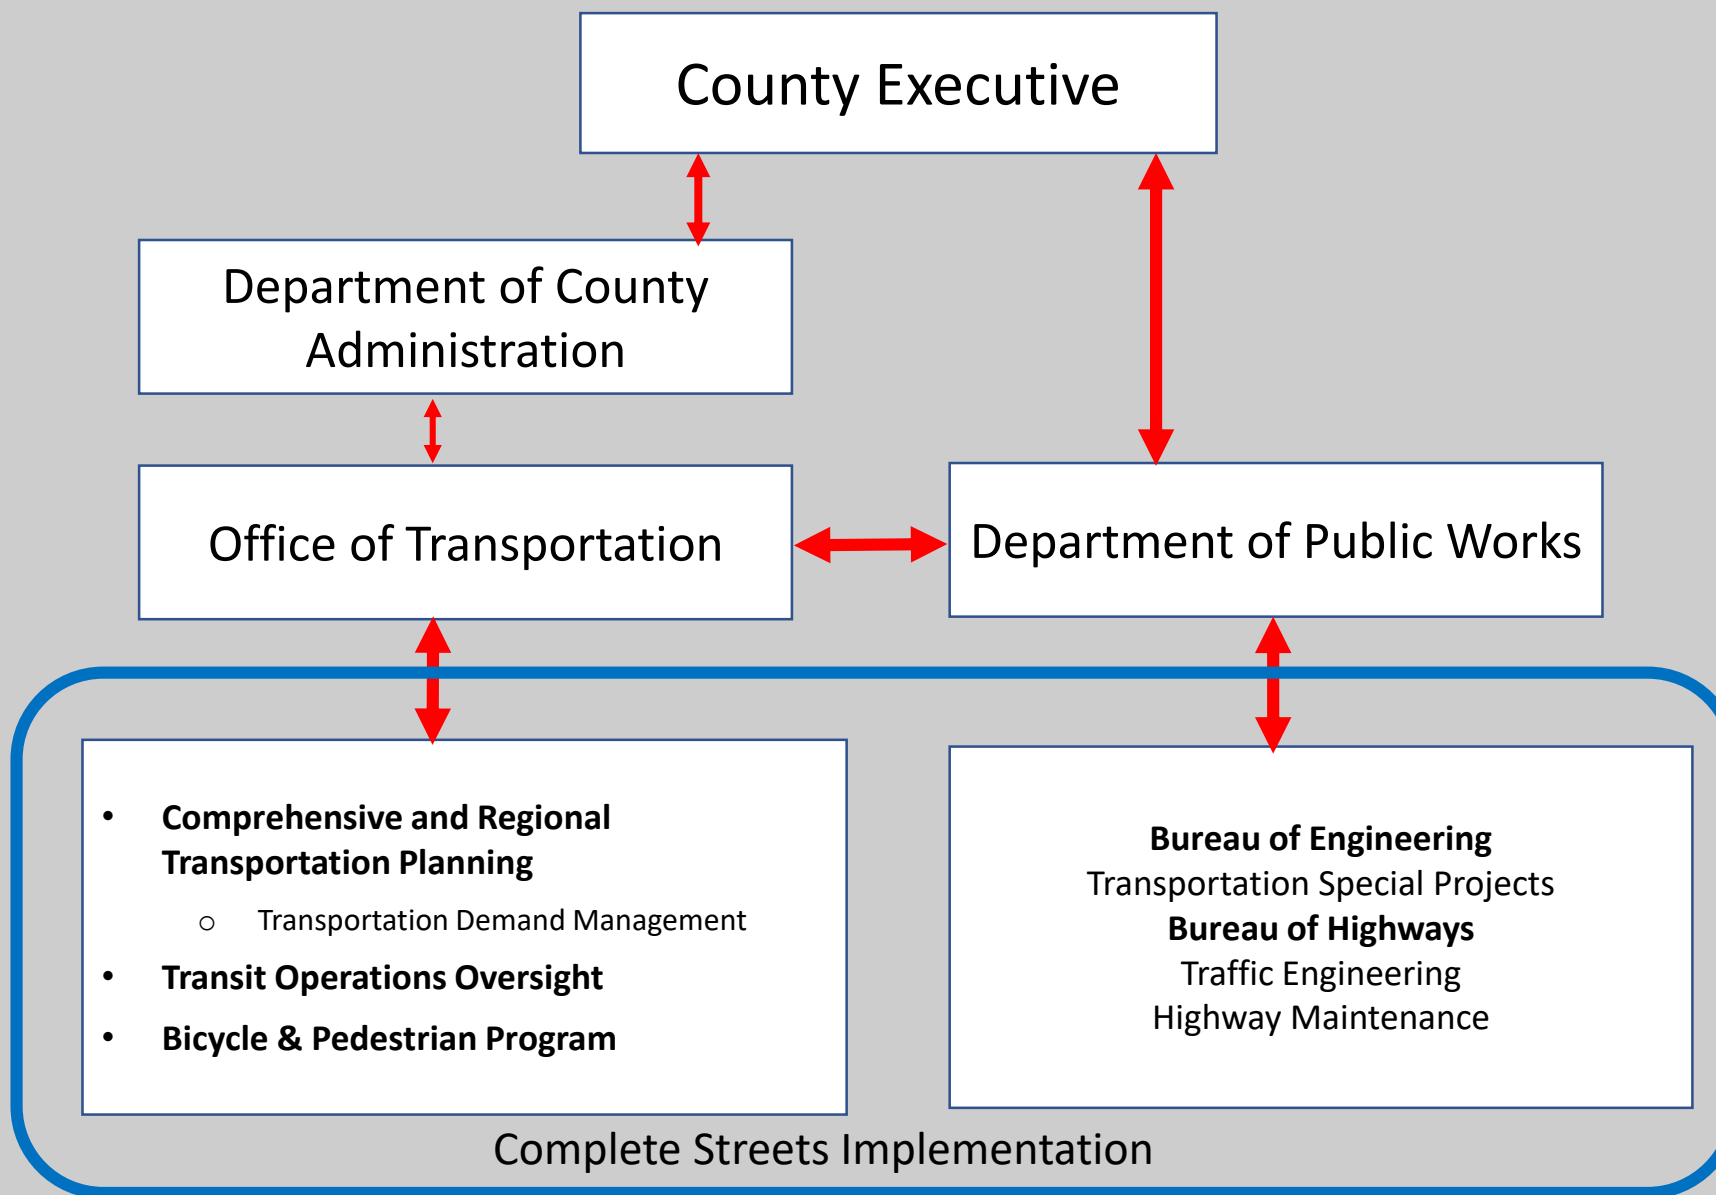 County Executive
Department of County
Administration
Office of Transportation
Department of Public Works
• Comprehensive and Regional
Transportation Planning
o Transportation Demand Management
• Transit Operations Oversight
• Bicycle & Pedestrian Program
Bureau of Engineering
Transportation Special Projects
Bureau of Highways
Traffic Engineering
Highway Maintenance
Complete Streets Implementation